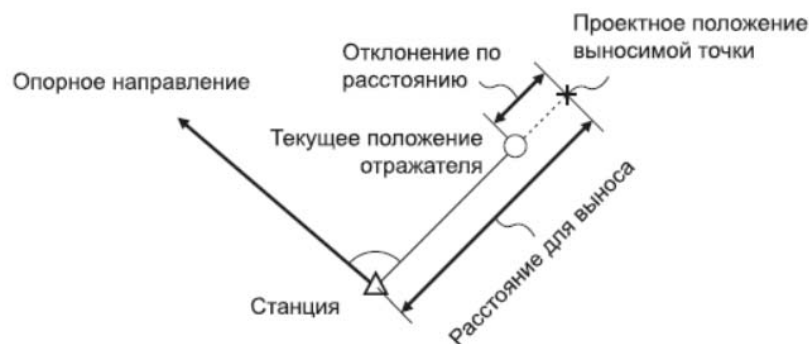 Проектное положение
выносимой точки
Отклонение по
расстоянию
Опорное направление
Текущее положение
отражателя
Расстояние для выноса
Станция